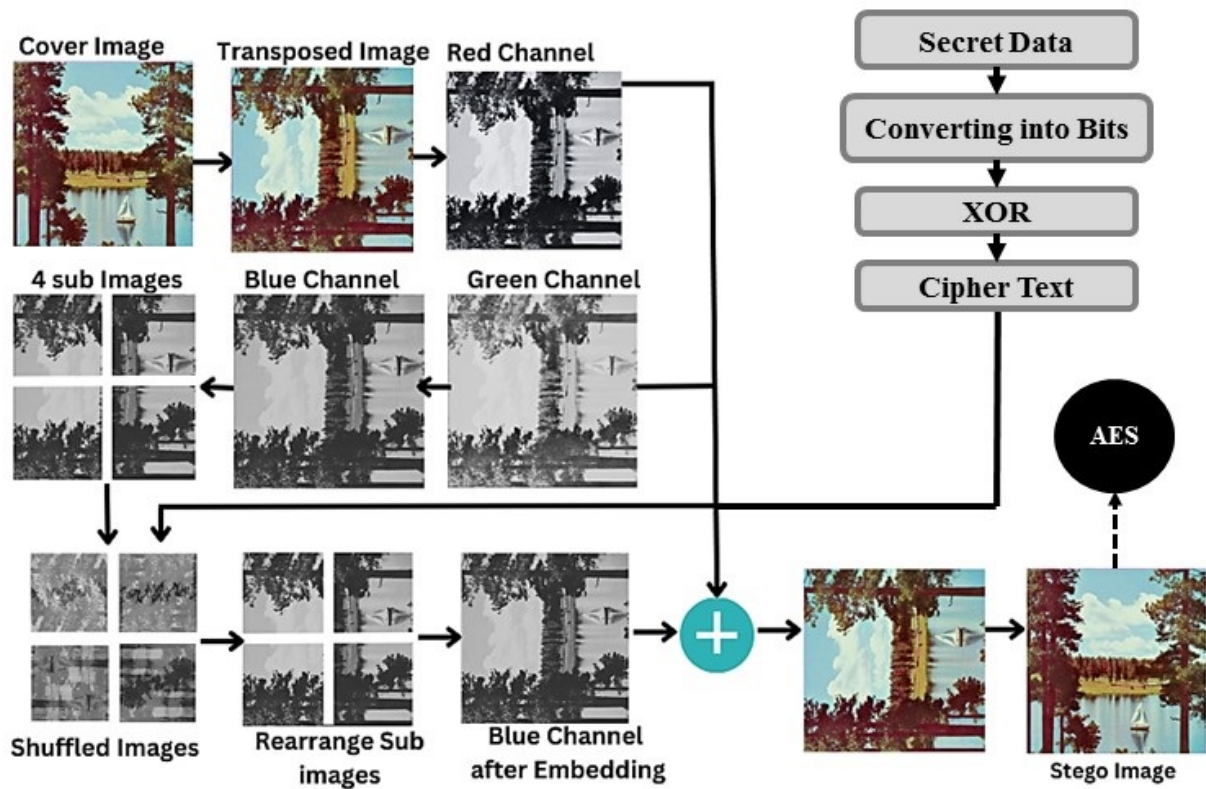 Cover Image
Transposed Image
Red Channel
Secret Data
Converting into Bits
XOR
Cipher Text
4 sub Images
Blue Channel
Green Channel
AES
Shuffled Images
Rearrange Sub
images
Blue Channel
after Embedding
Stego Image